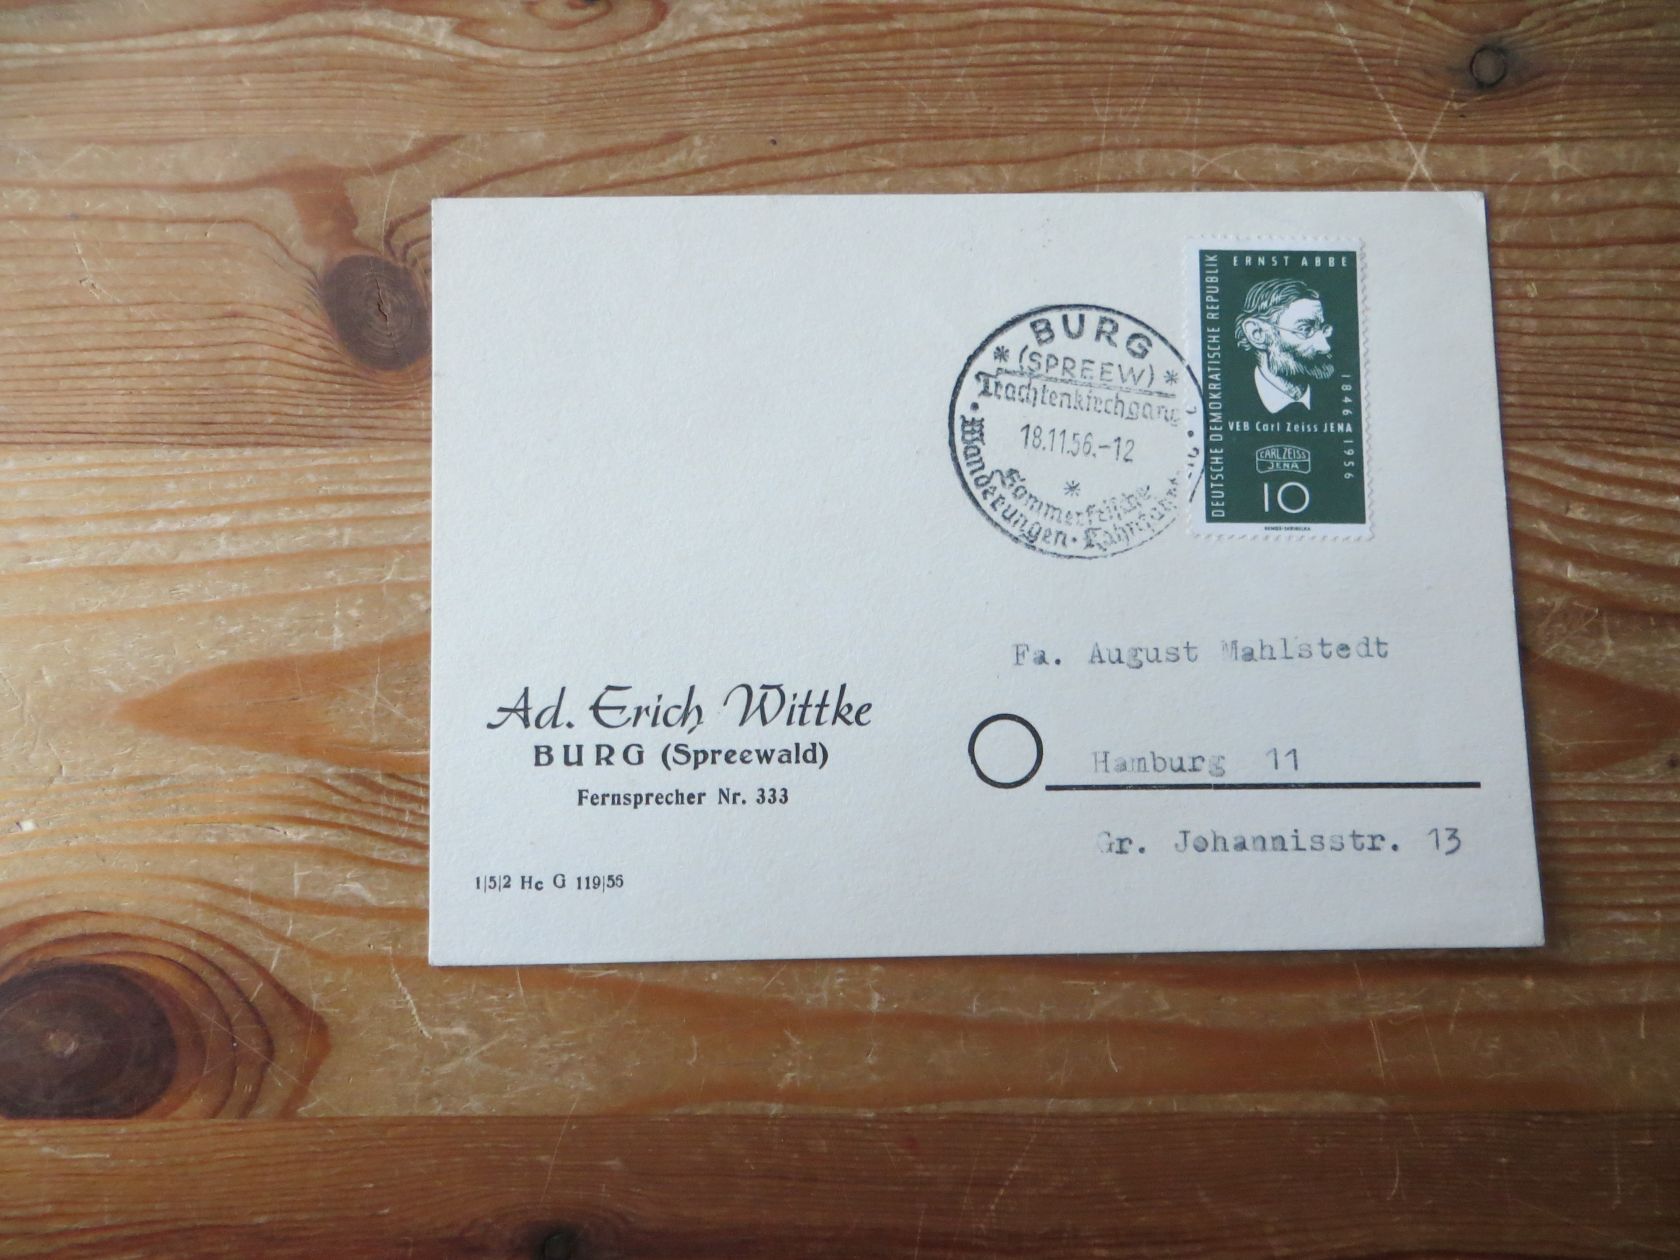 BURG
(SPREEW)
Trachtenkirchgang
18.11.56.-12
Sommerfrische
Wanderungen · Kahnfahrt
ERNST ABBE
DEUTSCHE DEMOKRATISCHE REPUBLIK
1846 1956
VEB Carl Zeiss JENA
CARL ZEISS
JENA
10
Fa. August Mahlstedt
Ad. Erich Wittke
BURG (Spreewald)
Fernsprecher Nr. 333
Hamburg 11
Gr. Johannisstr. 13
1|5|2 Hc G 119|56